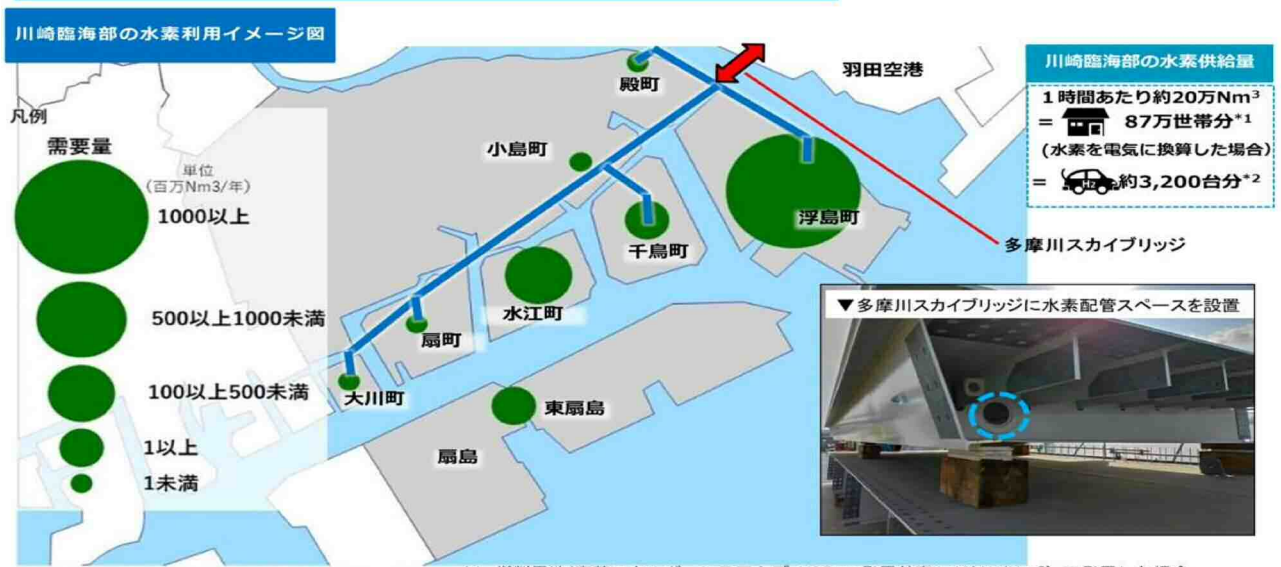 川崎臨海部の水素利用イメージ図
凡例
需要量
単位
(百万Nm3/年)
1000以上
500以上1000未満
100以上500未満
1以上
1未満
殿町
羽田空港
小島町
浮島町
千鳥町
水江町
扇町
大川町
東扇島
扇島
多摩川スカイブリッジ
川崎臨海部の水素供給量
1時間あたり約20万Nm³
= 87万世帯分*1
(水素を電気に換算した場合)
= H2 約3,200台分*2
▼多摩川スカイブリッジに水素配管スペースを設置